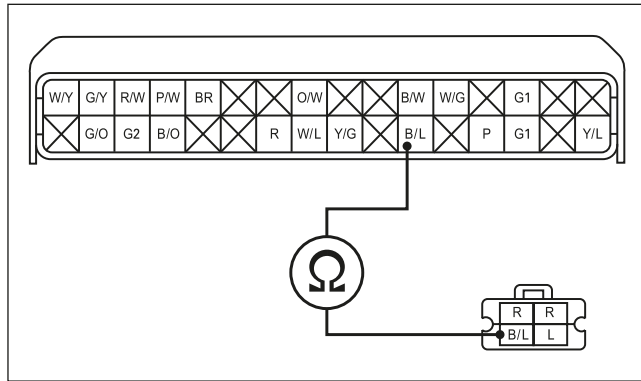 W/Y G/Y R/W P/W BR O/W B/W W/G G1
G/O G2 B/O R W/L Y/G B/L P G1 Y/L
Ω
R R
B/L L